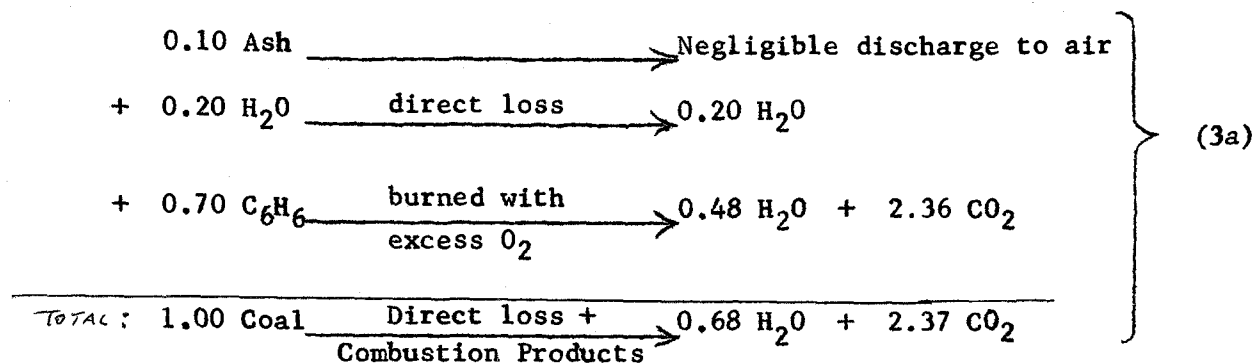 0.10 Ash Negligible discharge to air
+ 0.20 H2O direct loss 0.20 H2O
(3a)
+ 0.70 C6H6 burned with 0.48 H2O + 2.36 CO2
excess O2
TOTAL: 1.00 Coal Direct loss + 0.68 H2O + 2.37 CO2
Combustion Products